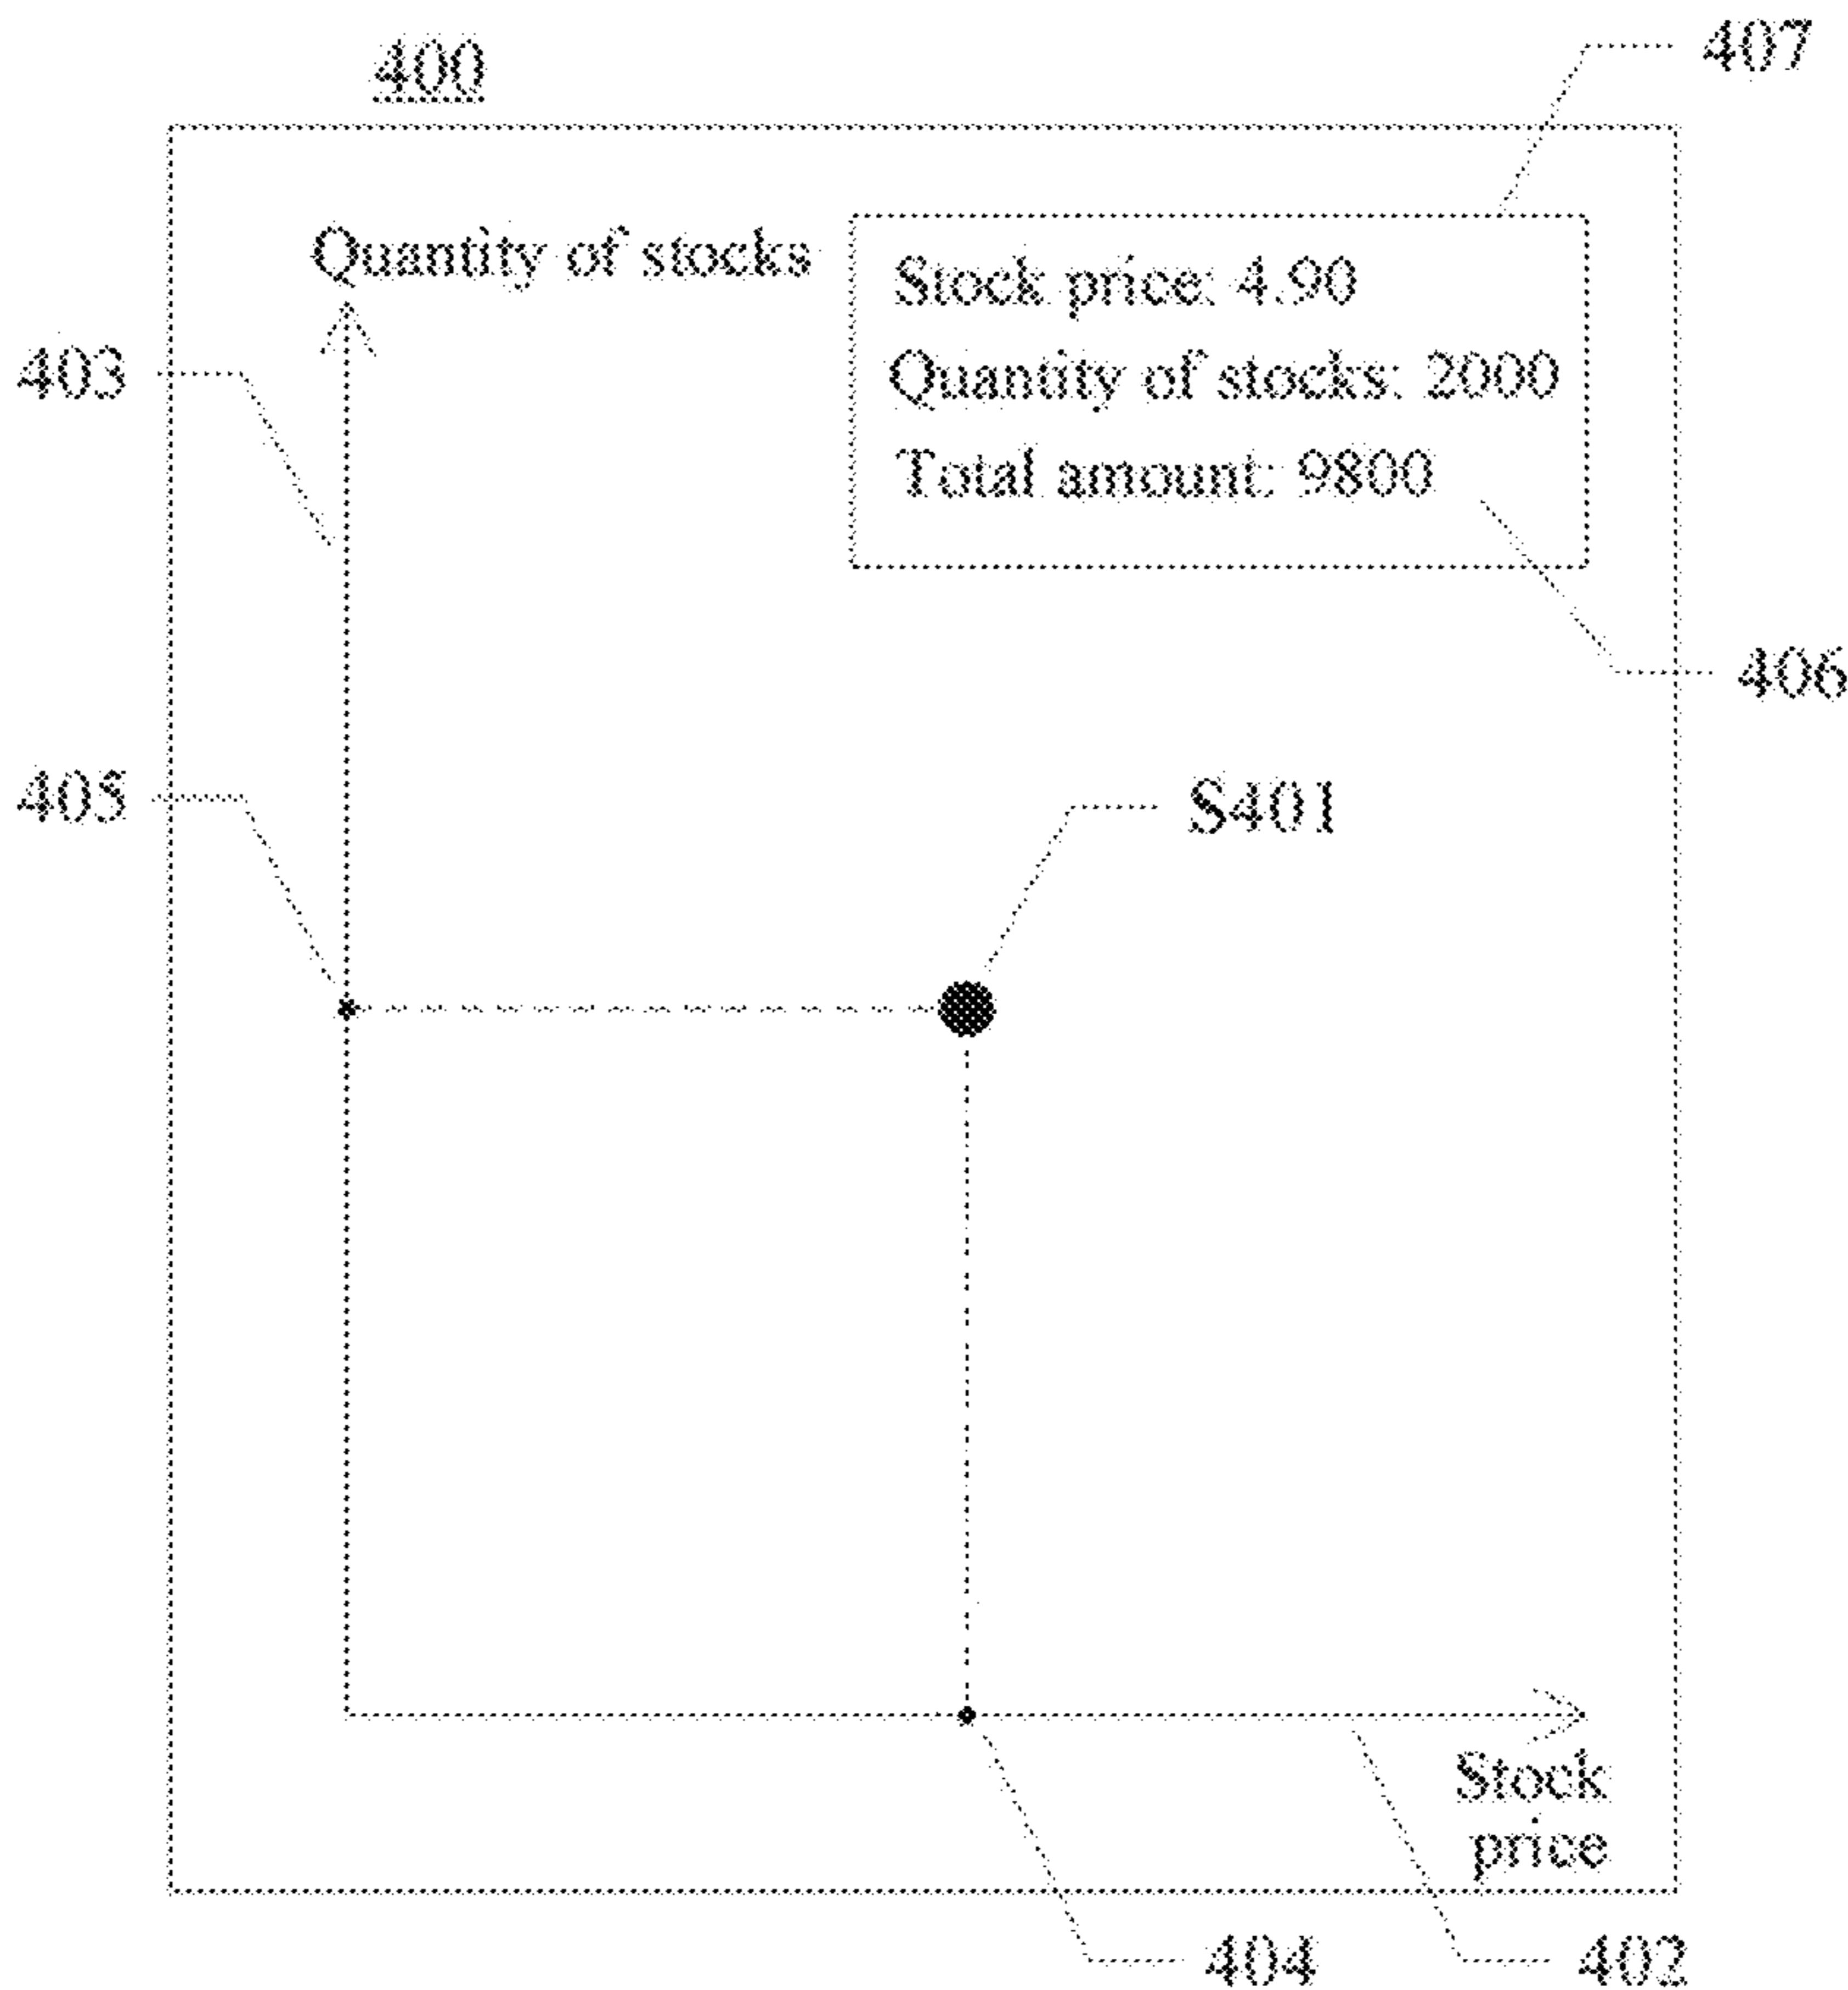 400
407
Quantity of stocks
Stock price: 4.90
Quantity of stocks: 2000
Total amount: 9800
403
406
405
S401
Stock
price
404
402